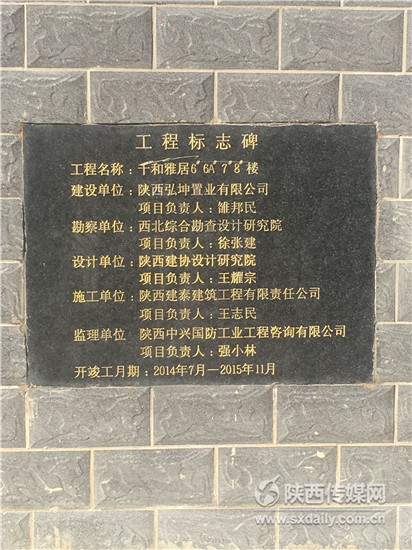 工程标志碑
工程名称：千和雅居6# 6A# 7# 8# 楼
建设单位：陕西弘坤置业有限公司
项目负责人：雒邦民
勘察单位：西北综合勘查设计研究院
项目负责人：徐张建
设计单位：陕西建协设计研究院
项目负责人：王耀宗
施工单位：陕西建泰建筑工程有限责任公司
项目负责人：王志民
监理单位 陕西中兴国防工业工程咨询有限公司
项目负责人：强小林
开竣工月期：2014年7月—2015年11月
陕西传媒网
www.sxdaily.com.cn